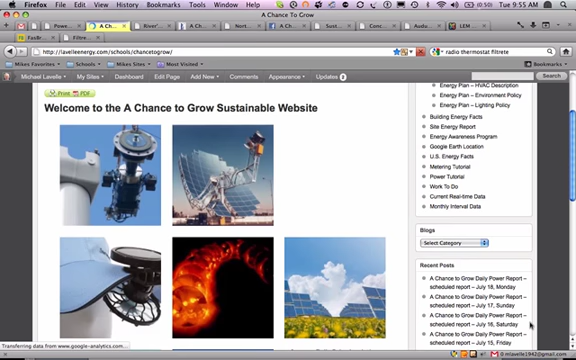 Firefox File Edit View History Bookmarks Tools Window Help
(0:50) Tue 9:55 AM
A Chance To Grow
http://lavelleenergy.com/schools/chancetogrow/
radio thermostat filtrete
Mikes Favorites Schools Mikes Sites Most Visited Bookmarks
Michael Lavelle My Sites Dashboard Edit Page Add New Comments Appearance Updates Search
Print PDF
Welcome to the A Chance to Grow Sustainable Website
Energy Plan – HVAC Description
Energy Plan – Environment Policy
Energy Plan – Lighting Policy
Building Energy Facts
Site Energy Report
Energy Awareness Program
Google Earth Location
U.S. Energy Facts
Metering Tutorial
Power Tutorial
Work To Do
Current Real-time Data
Monthly Interval Data
Blogs
Select Category
Recent Posts
A Chance to Grow Daily Power Report –
scheduled report – July 18, Monday
A Chance to Grow Daily Power Report –
scheduled report – July 17, Sunday
A Chance to Grow Daily Power Report –
scheduled report – July 16, Saturday
A Chance to Grow Daily Power Report –
scheduled report – July 15, Friday
Transferring data from www.google-analytics.com...
mlavelle1942@gmail.com